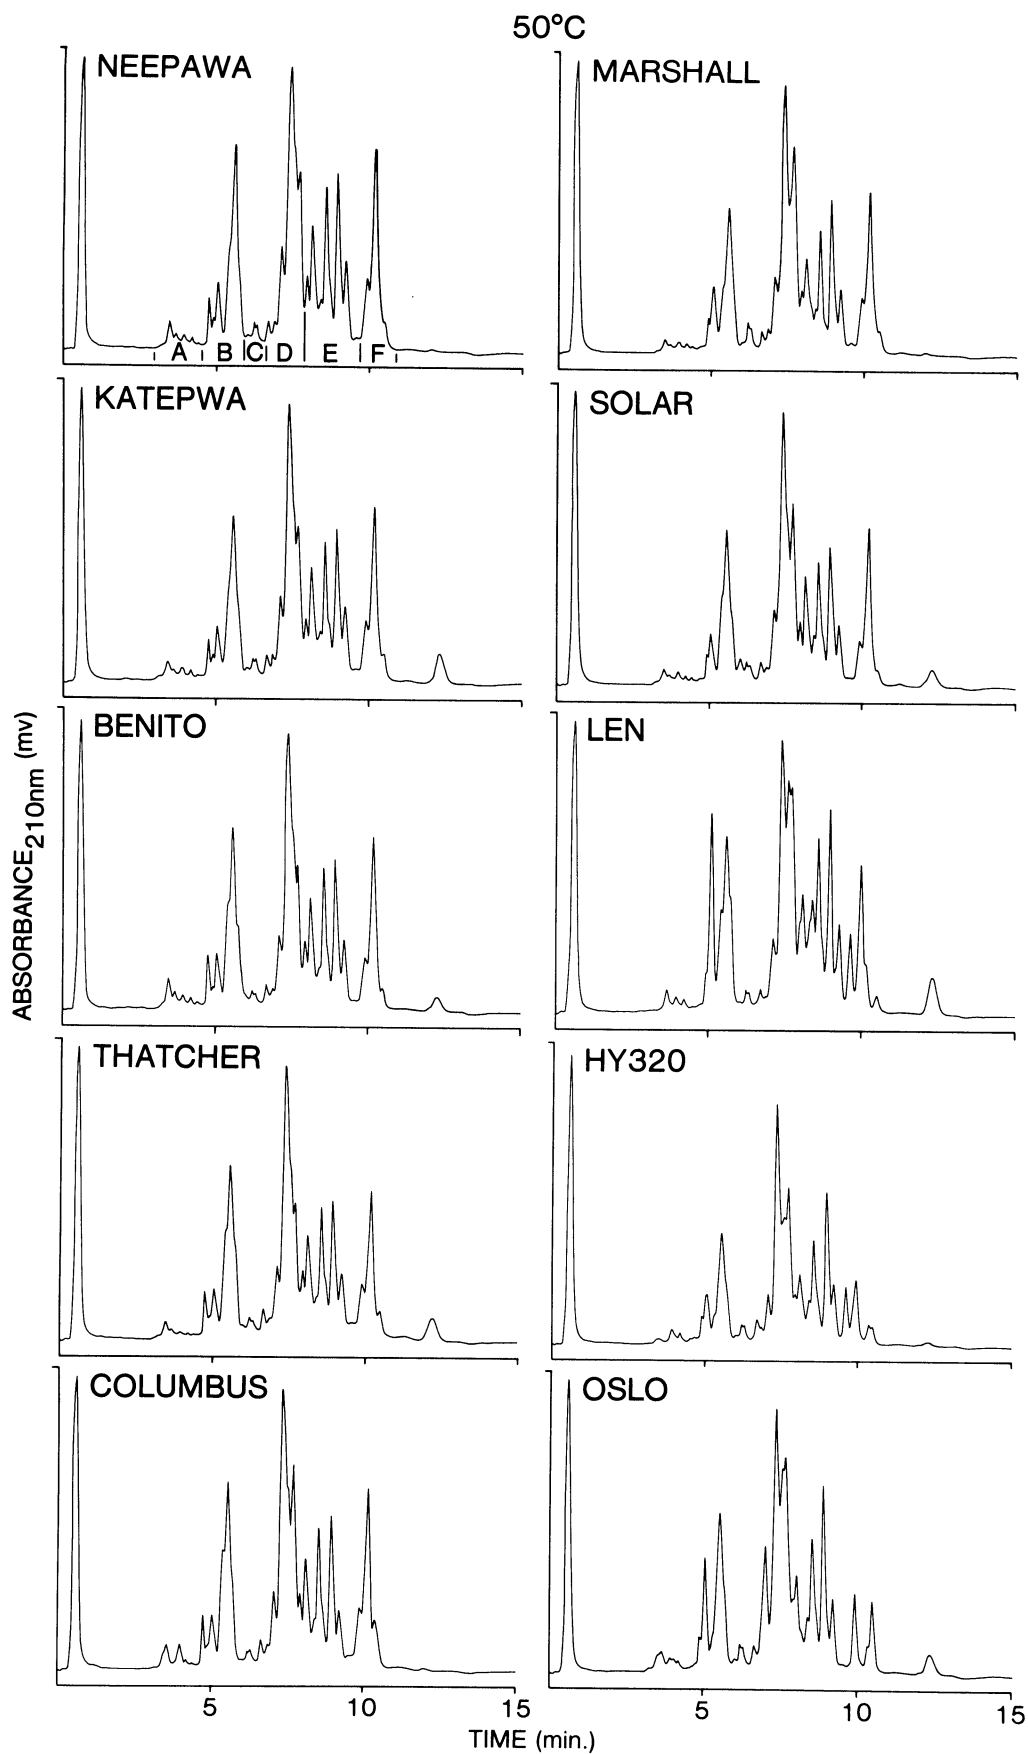 50°C
NEEPAWA
MARSHALL
A B C D E F
KATEPWA
SOLAR
BENITO
LEN
ABSORBANCE210nm (mv)
THATCHER
HY320
COLUMBUS
OSLO
5 10 15
5 10 15
TIME (min.)